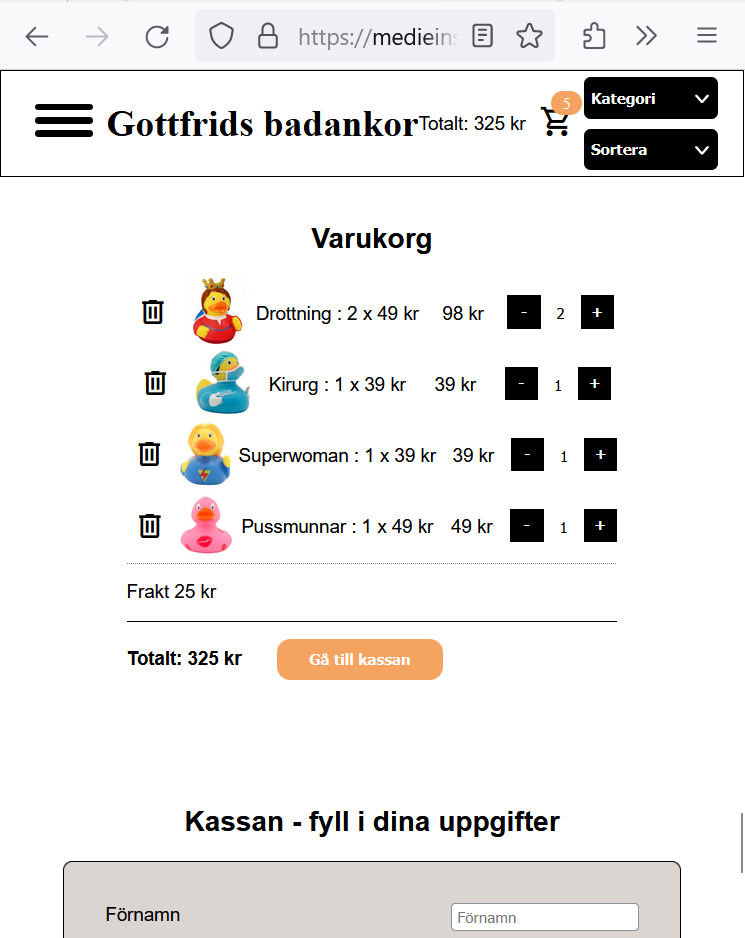 https://medieins
Gottfrids badankor Totalt: 325 kr 5 Kategori
Sortera
Varukorg
Drottning : 2 x 49 kr 98 kr - 2 +
Kirurg : 1 x 39 kr 39 kr - 1 +
Superwoman : 1 x 39 kr 39 kr - 1 +
Pussmunnar : 1 x 49 kr 49 kr - 1 +
Frakt 25 kr
Totalt: 325 kr Gå till kassan
Kassan - fyll i dina uppgifter
Förnamn Förnamn